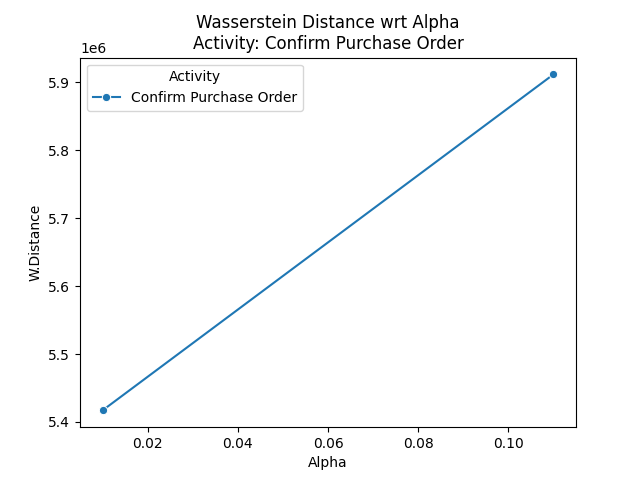 Wasserstein Distance wrt Alpha
Activity: Confirm Purchase Order
1e6
Activity
Confirm Purchase Order
5.9
5.8
5.7
5.6
5.5
5.4
W.Distance
0.02 0.04 0.06 0.08 0.10
Alpha